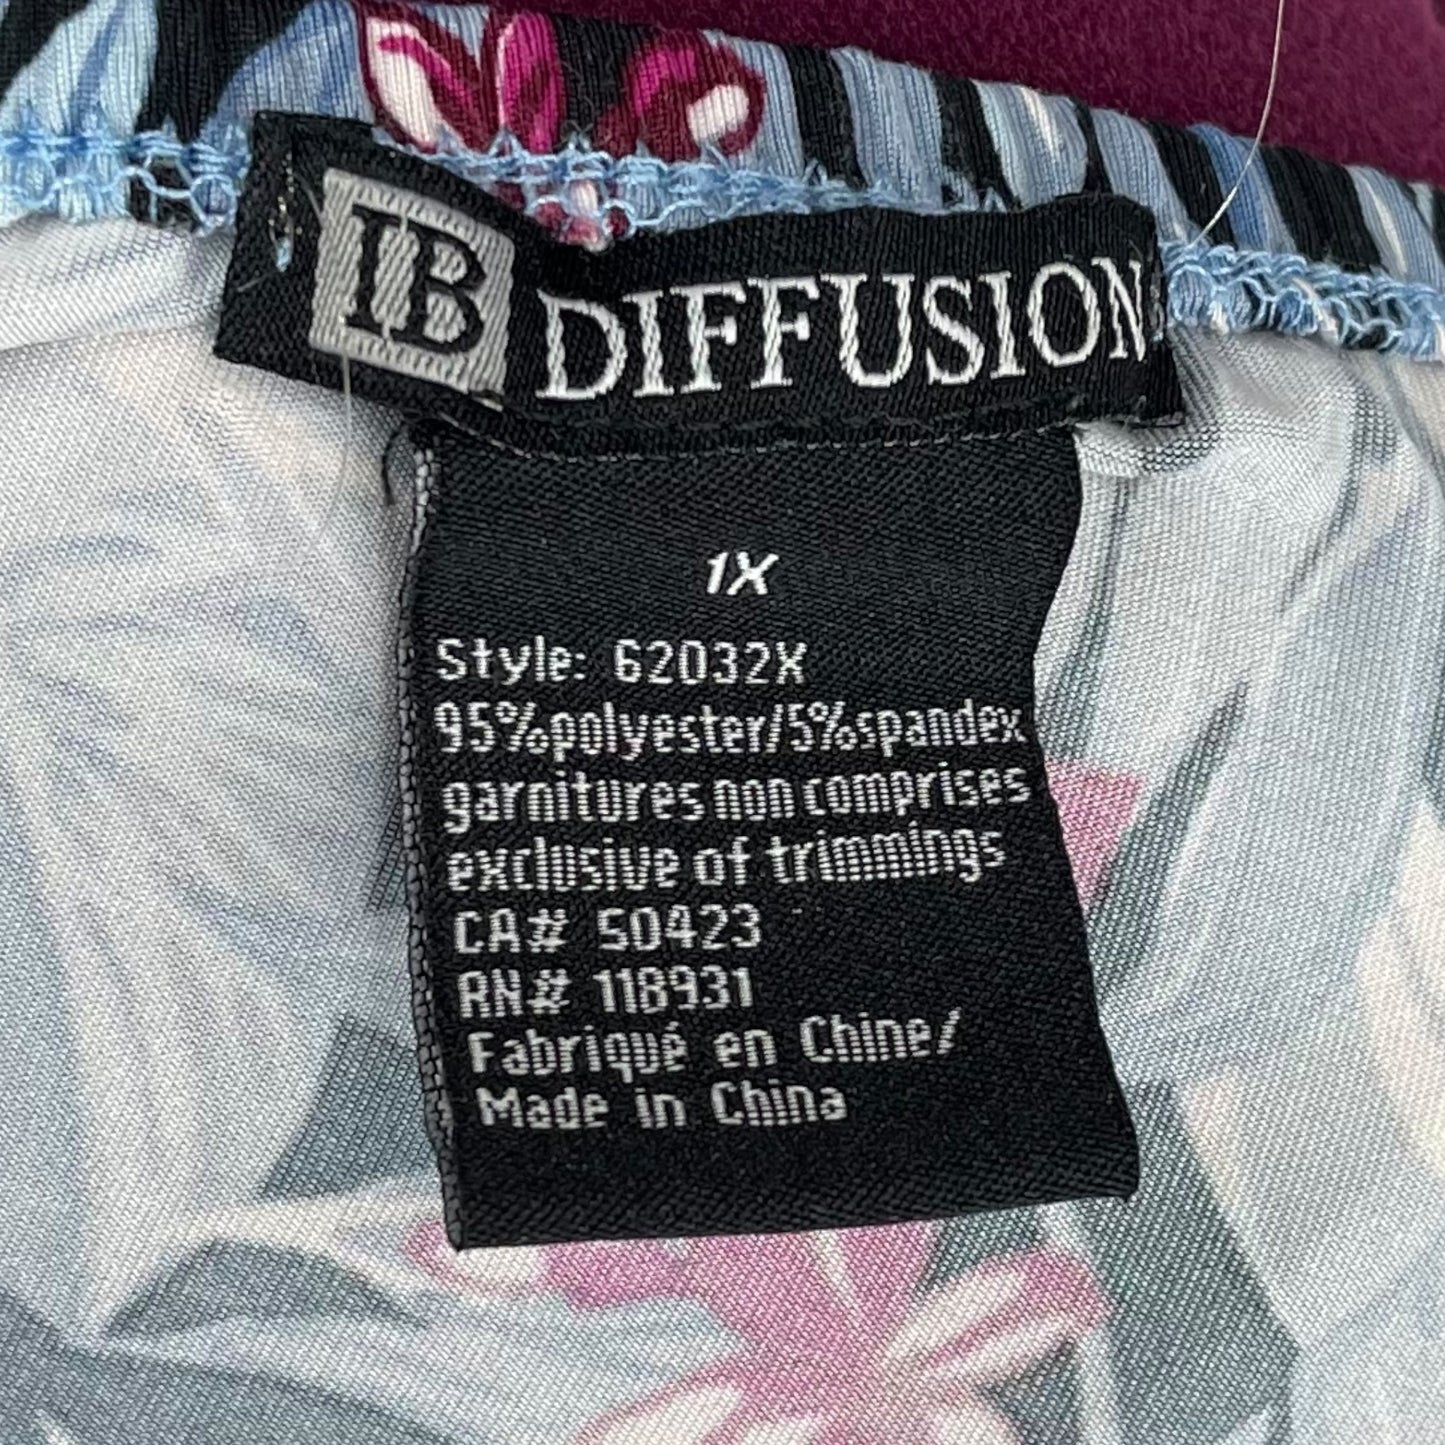 IB DIFFUSION
1X
Style: 62032X
95%polyester/5%spandex
garnitures non comprises
exclusive of trimmings
CA# 50423
RN# 118931
Fabriqué en Chine/
Made in China